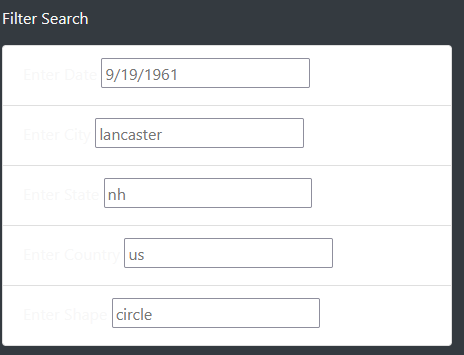 Filter Search
Enter Date 9/19/1961
Enter City lancaster
Enter State nh
Enter Country us
Enter Shape circle